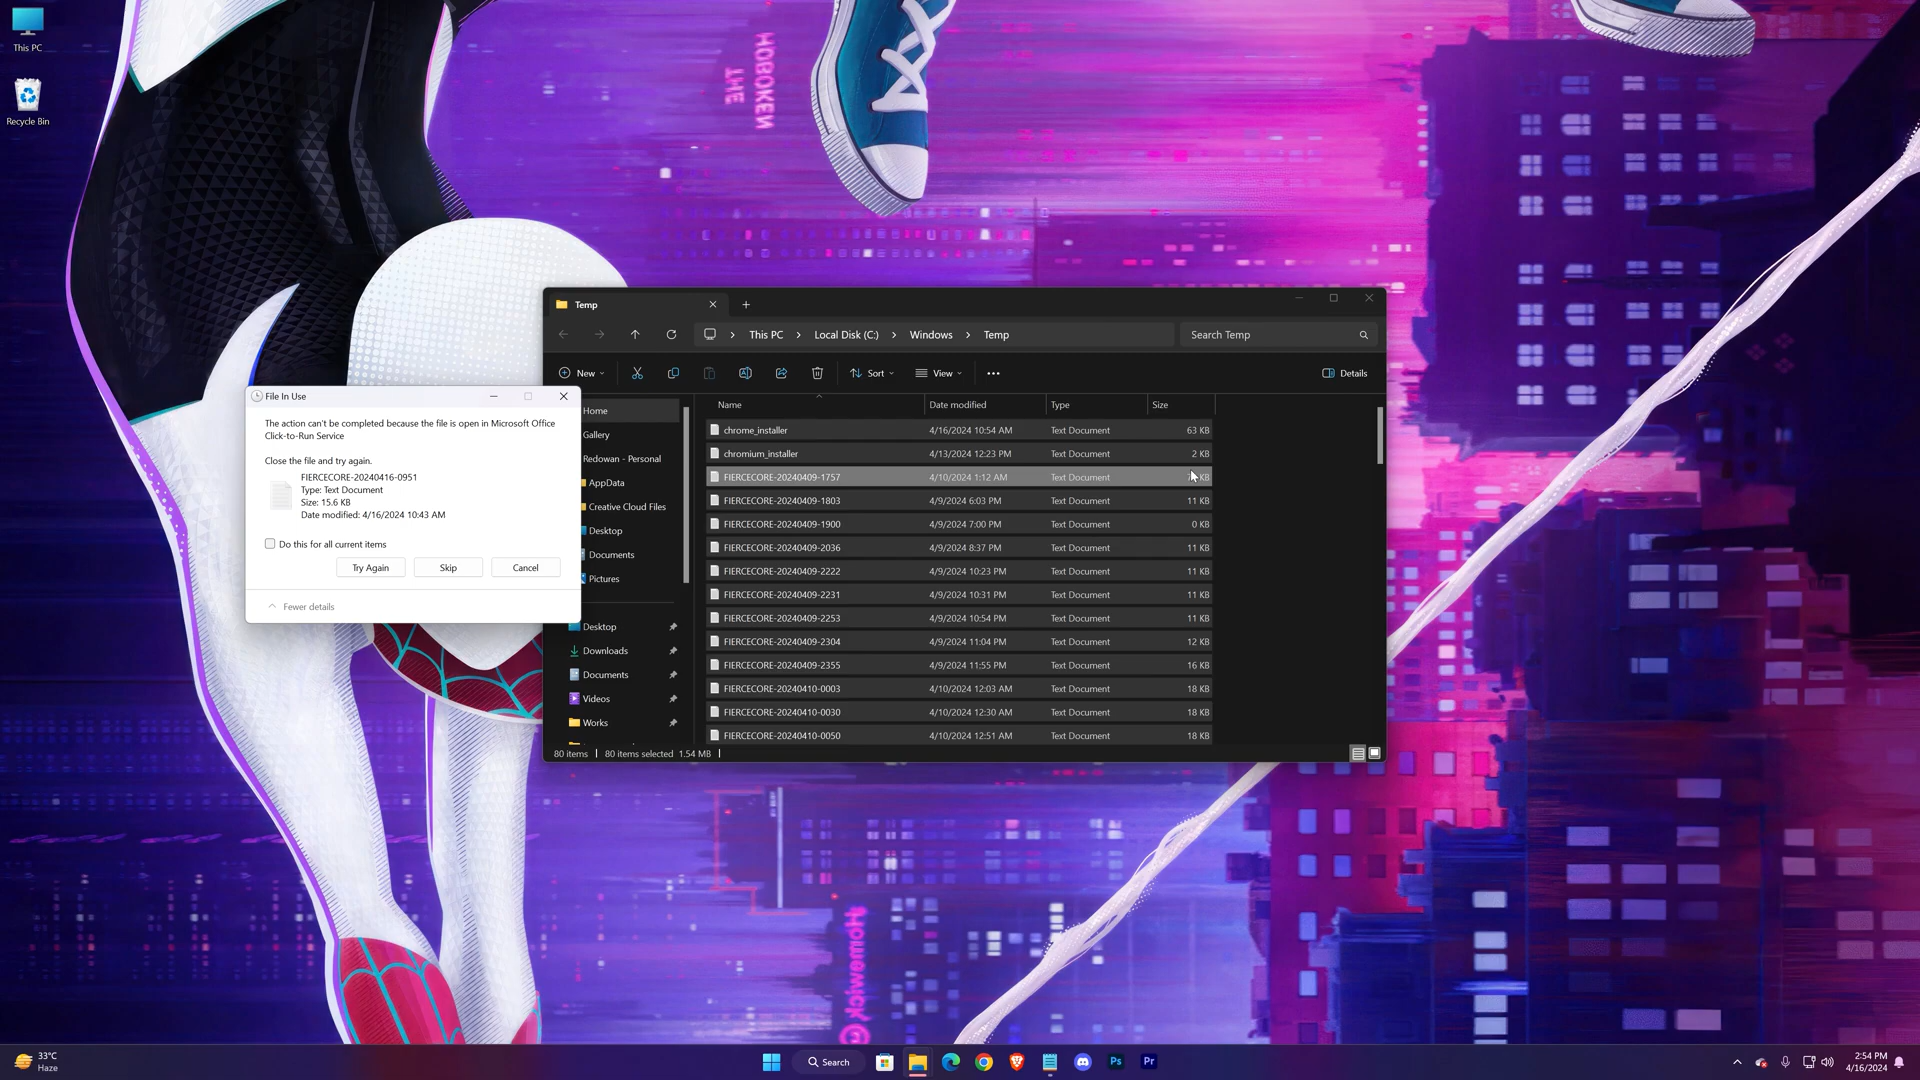 This PC
Recycle Bin
HOBOKEN
THE
Temp
This PC
Local Disk (C:)
Windows
Temp
Search Temp
New
Sort
View
Details
Home
Gallery
Redowan - Personal
AppData
Creative Cloud Files
Desktop
Documents
Pictures
Desktop
Downloads
Documents
Videos
Works
Name Date modified Type Size
chrome_installer 4/16/2024 10:54 AM Text Document 63 KB
chromium_installer 4/13/2024 12:23 PM Text Document 2 KB
FIERCECORE-20240409-1757 4/10/2024 1:12 AM Text Document KB
FIERCECORE-20240409-1803 4/9/2024 6:03 PM Text Document 11 KB
FIERCECORE-20240409-1900 4/9/2024 7:00 PM Text Document 0 KB
FIERCECORE-20240409-2036 4/9/2024 8:37 PM Text Document 11 KB
FIERCECORE-20240409-2222 4/9/2024 10:23 PM Text Document 11 KB
FIERCECORE-20240409-2231 4/9/2024 10:31 PM Text Document 11 KB
FIERCECORE-20240409-2253 4/9/2024 10:54 PM Text Document 11 KB
FIERCECORE-20240409-2304 4/9/2024 11:04 PM Text Document 12 KB
FIERCECORE-20240409-2355 4/9/2024 11:55 PM Text Document 16 KB
FIERCECORE-20240410-0003 4/10/2024 12:03 AM Text Document 18 KB
FIERCECORE-20240410-0030 4/10/2024 12:30 AM Text Document 18 KB
FIERCECORE-20240410-0050 4/10/2024 12:51 AM Text Document 18 KB
80 items 80 items selected 1.54 MB
File In Use
The action can't be completed because the file is open in Microsoft Office
Click-to-Run Service
Close the file and try again.
FIERCECORE-20240416-0951
Type: Text Document
Size: 15.6 KB
Date modified: 4/16/2024 10:43 AM
Do this for all current items
Try Again
Skip
Cancel
Fewer details
33°C
Haze
Search
Ps
Pr
2:54 PM
4/16/2024